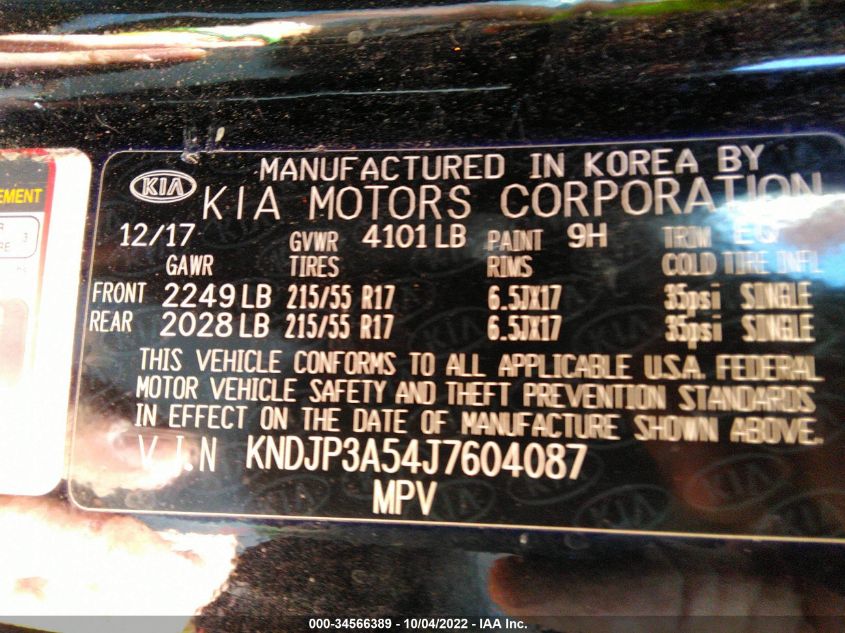 EMENT
3
MANUFACTURED IN KOREA BY
KIA KIA MOTORS CORPORATION
12/17 GVWR 4101 LB PAINT 9H TRIM
GAWR TIRES RIMS COLD TIRE INFL
FRONT 2249 LB 215/55 R17 6.5JX17 35psi SINGLE
REAR 2028 LB 215/55 R17 6.5JX17 35psi SINGLE
THIS VEHICLE CONFORMS TO ALL APPLICABLE U.S.A. FEDERAL
MOTOR VEHICLE SAFETY AND THEFT PREVENTION STANDARDS
IN EFFECT ON THE DATE OF MANUFACTURE SHOWN ABOVE.
V.I.N KNDJP3A54J7604087
MPV
000-34566389 - 10/04/2022 - IAA Inc.